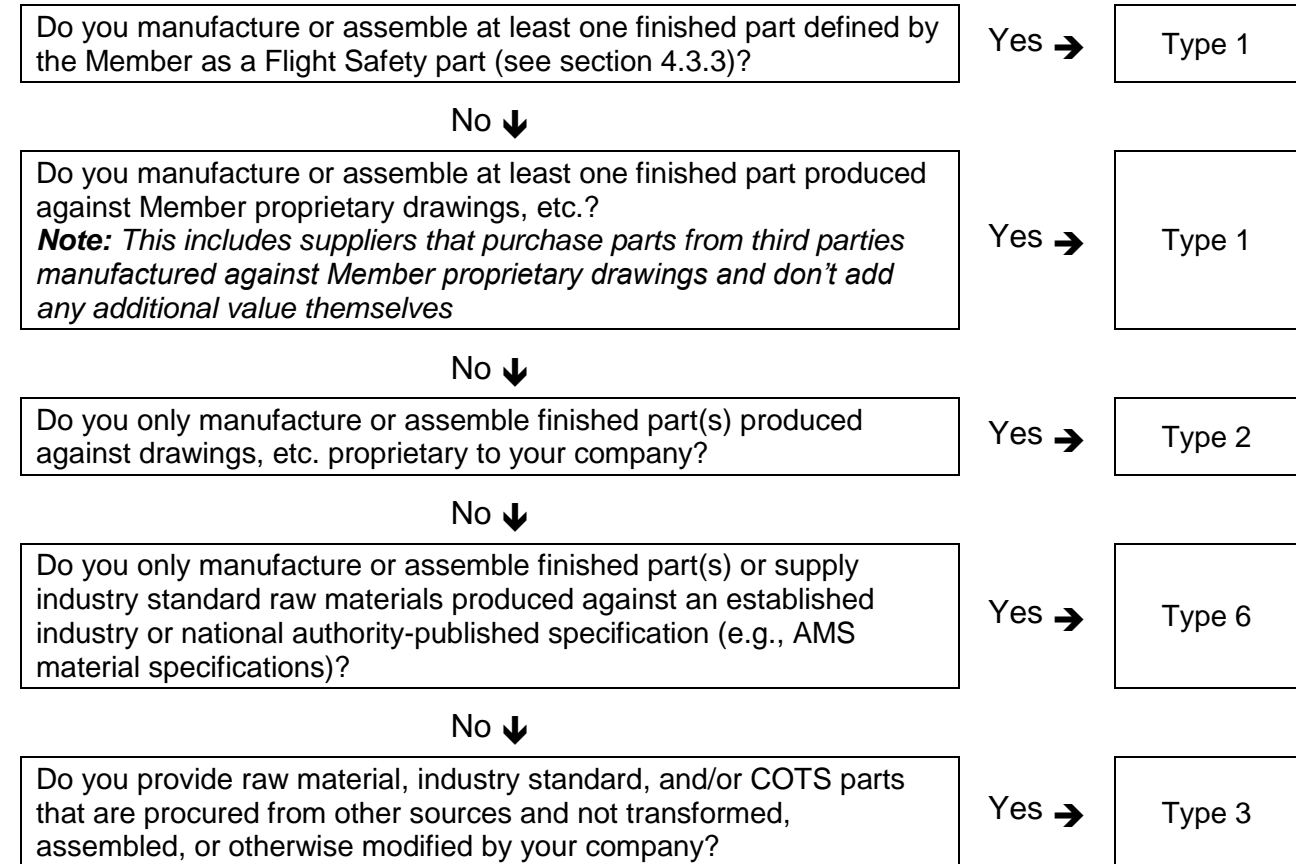 Do you manufacture or assemble at least one finished part defined by
the Member as a Flight Safety part (see section 4.3.3)?
Yes ➔
Type 1
No 🡻
Do you manufacture or assemble at least one finished part produced
against Member proprietary drawings, etc.?
Note: This includes suppliers that purchase parts from third parties
manufactured against Member proprietary drawings and don’t add
any additional value themselves
Yes ➔
Type 1
No 🡻
Do you only manufacture or assemble finished part(s) produced
against drawings, etc. proprietary to your company?
Yes ➔
Type 2
No 🡻
Do you only manufacture or assemble finished part(s) or supply
industry standard raw materials produced against an established
industry or national authority-published specification (e.g., AMS
material specifications)?
Yes ➔
Type 6
No 🡻
Do you provide raw material, industry standard, and/or COTS parts
that are procured from other sources and not transformed,
assembled, or otherwise modified by your company?
Yes ➔
Type 3